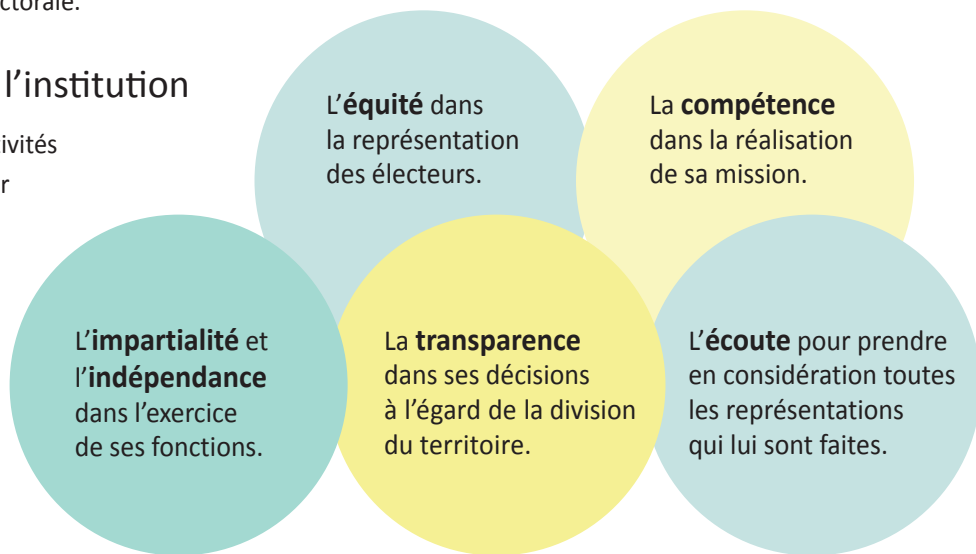 l'institution
L'équité dans
la représentation
des électeurs.
La compétence
dans la réalisation
de sa mission.
L'impartialité et
l'indépendance
dans l'exercice
de ses fonctions.
La transparence
dans ses décisions
à l'égard de la division
du territoire.
L'écoute pour prendre
en considération toutes
les représentations
qui lui sont faites.